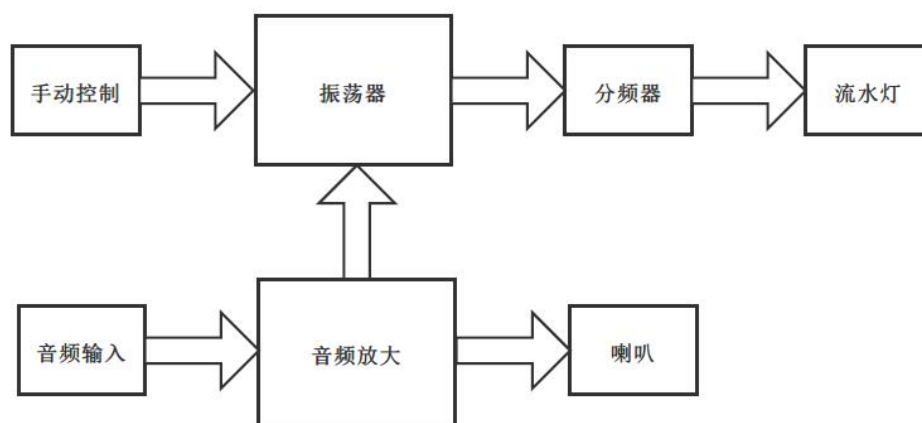 手动控制
振荡器
分频器
流水灯
音频输入
音频放大
喇叭